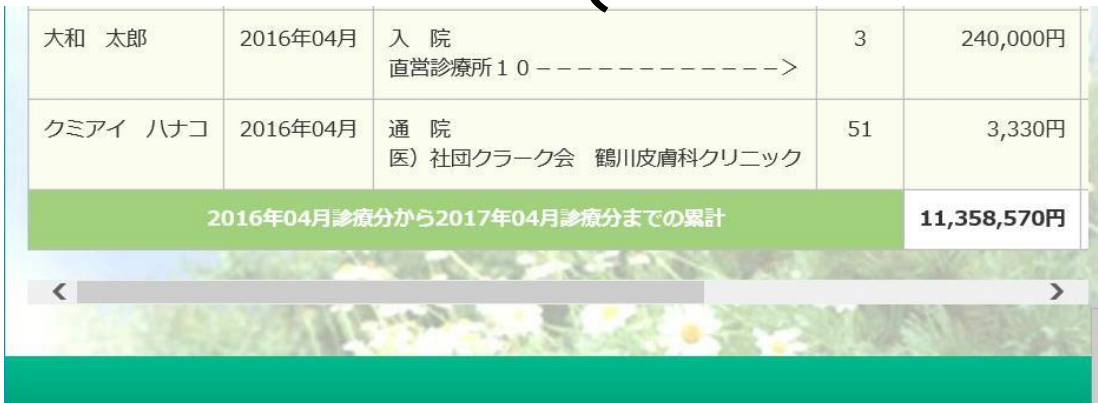 大和　太郎
2016年04月
入　院
直営診療所１０－－－－－－－－－－－－＞
3
240,000円
クミアイ　ハナコ
2016年04月
通　院
医）社団クラーク会　鶴川皮膚科クリニック
51
3,330円
2016年04月診療分から2017年04月診療分までの累計
11,358,570円